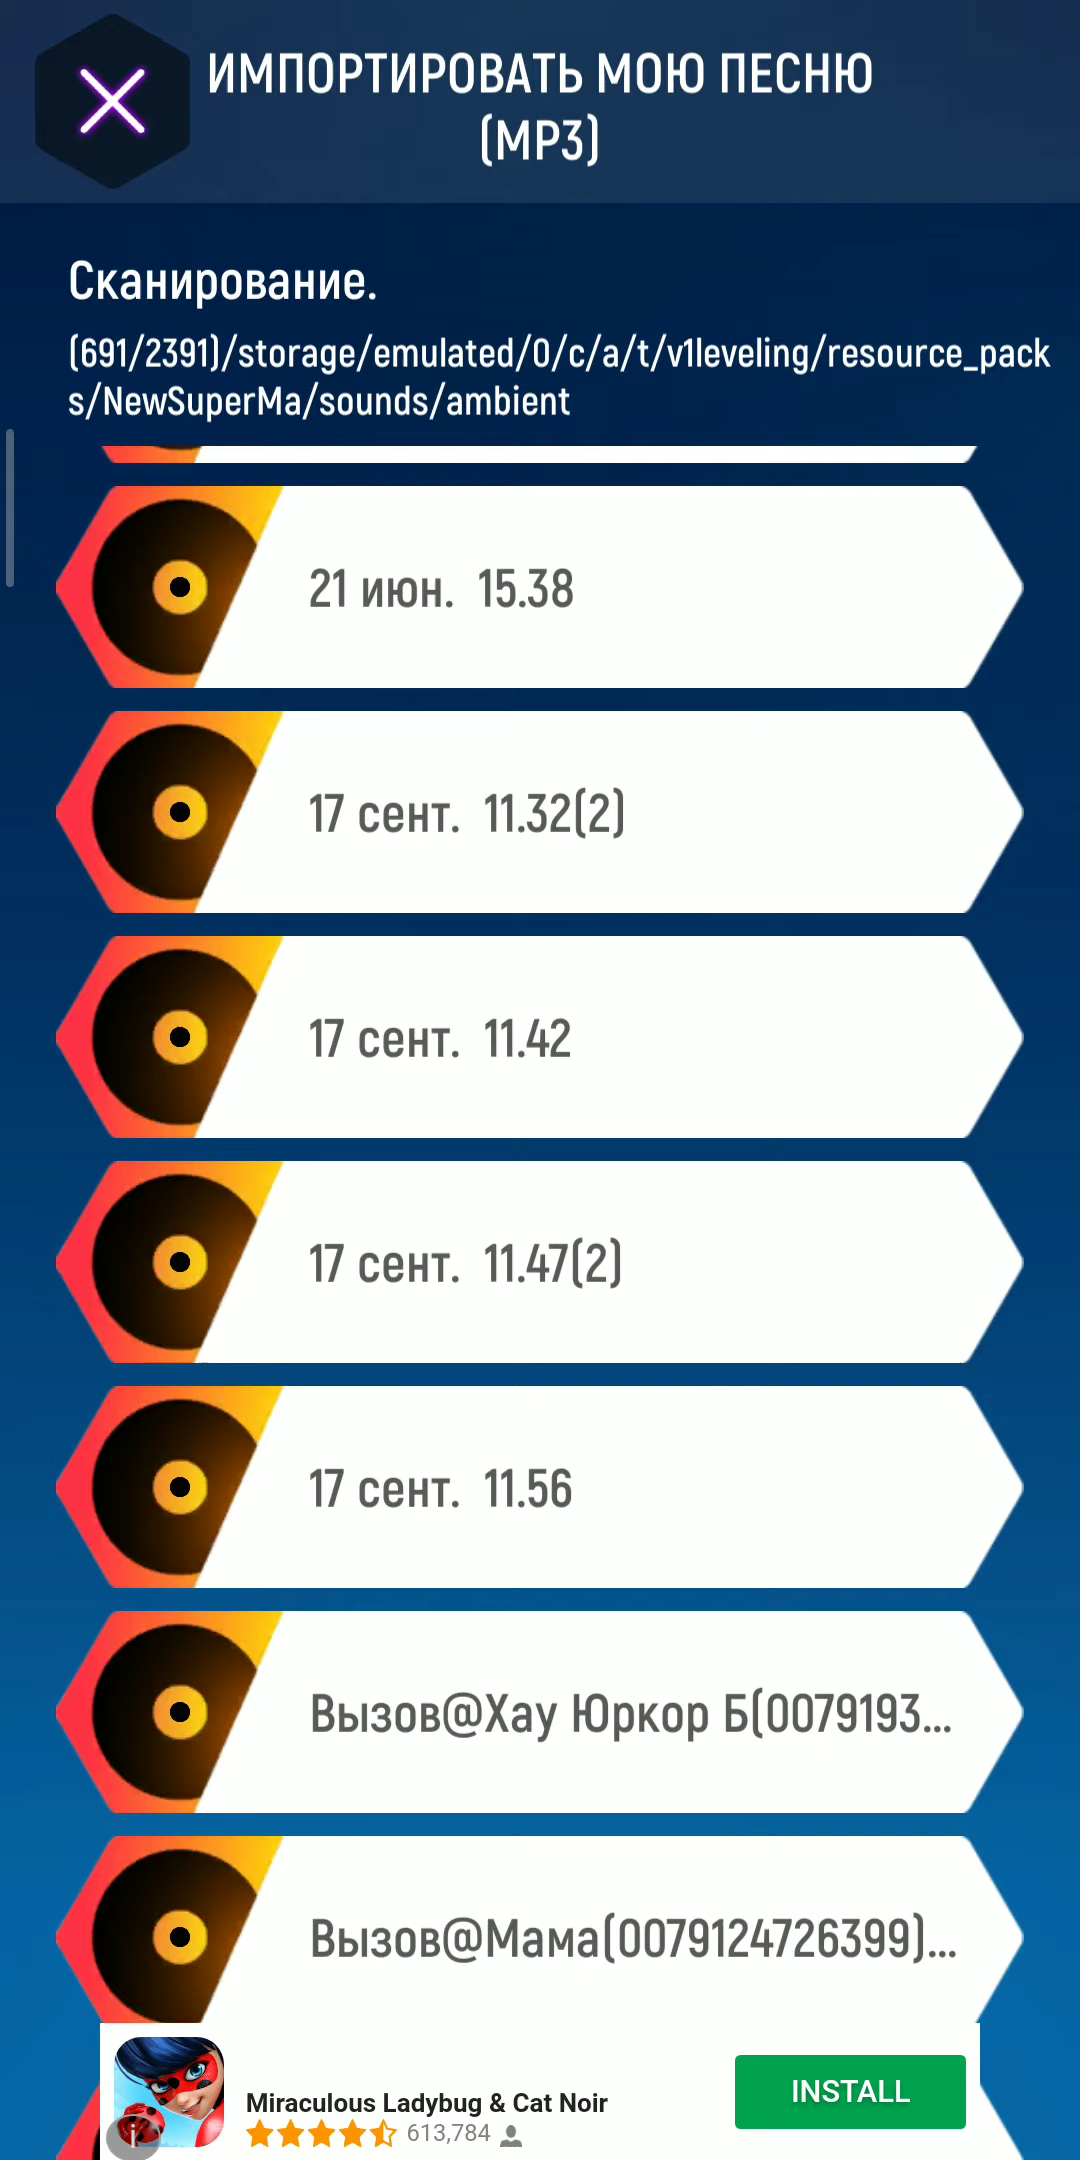 ИМПОРТИРОВАТЬ МОЮ ПЕСНЮ
(MP3)
Сканирование.
(691/2391)/storage/emulated/0/c/a/t/v1leveling/resource_pack
s/NewSuperMa/sounds/ambient
21 июн. 15.38
17 сент. 11.32(2)
17 сент. 11.42
17 сент. 11.47(2)
17 сент. 11.56
Вызов@Хау Юркор Б(0079193...
Вызов@Мама(0079124726399)...
Miraculous Ladybug & Cat Noir
613,784
INSTALL